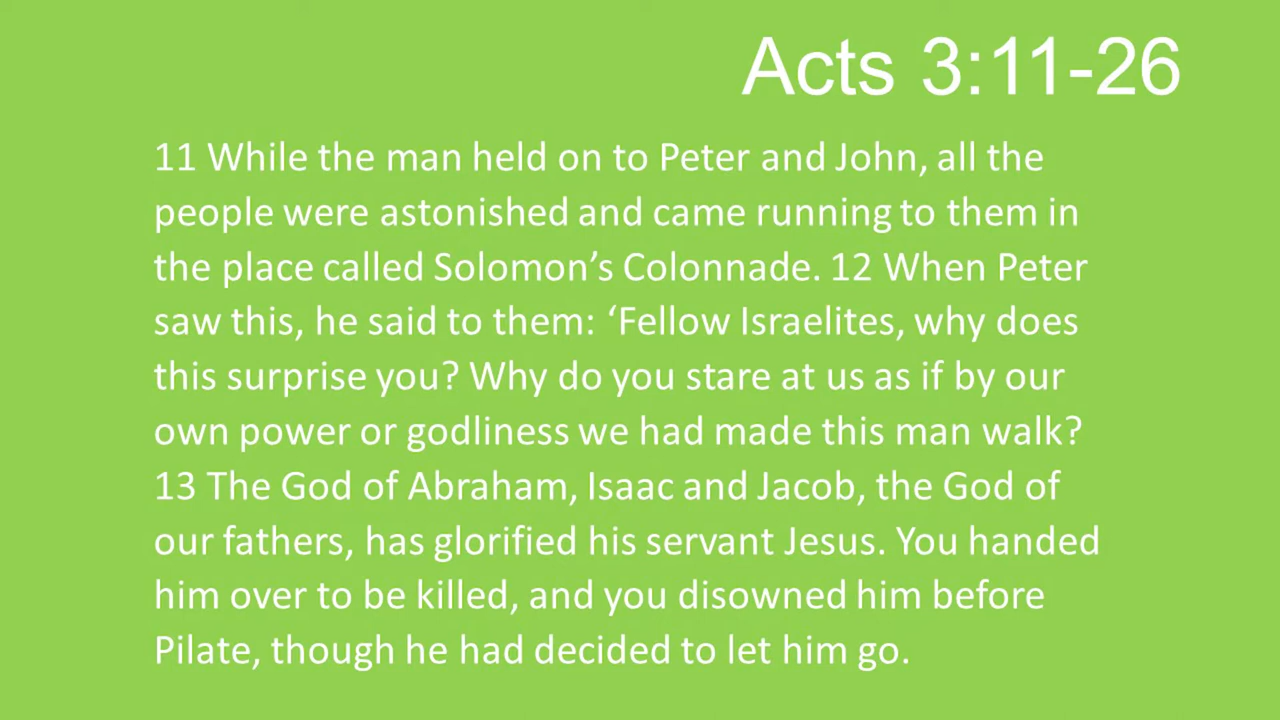 Acts 3:11-26
11 While the man held on to Peter and John, all the
people were astonished and came running to them in
the place called Solomon’s Colonnade. 12 When Peter
saw this, he said to them: ‘Fellow Israelites, why does
this surprise you? Why do you stare at us as if by our
own power or godliness we had made this man walk?
13 The God of Abraham, Isaac and Jacob, the God of
our fathers, has glorified his servant Jesus. You handed
him over to be killed, and you disowned him before
Pilate, though he had decided to let him go.